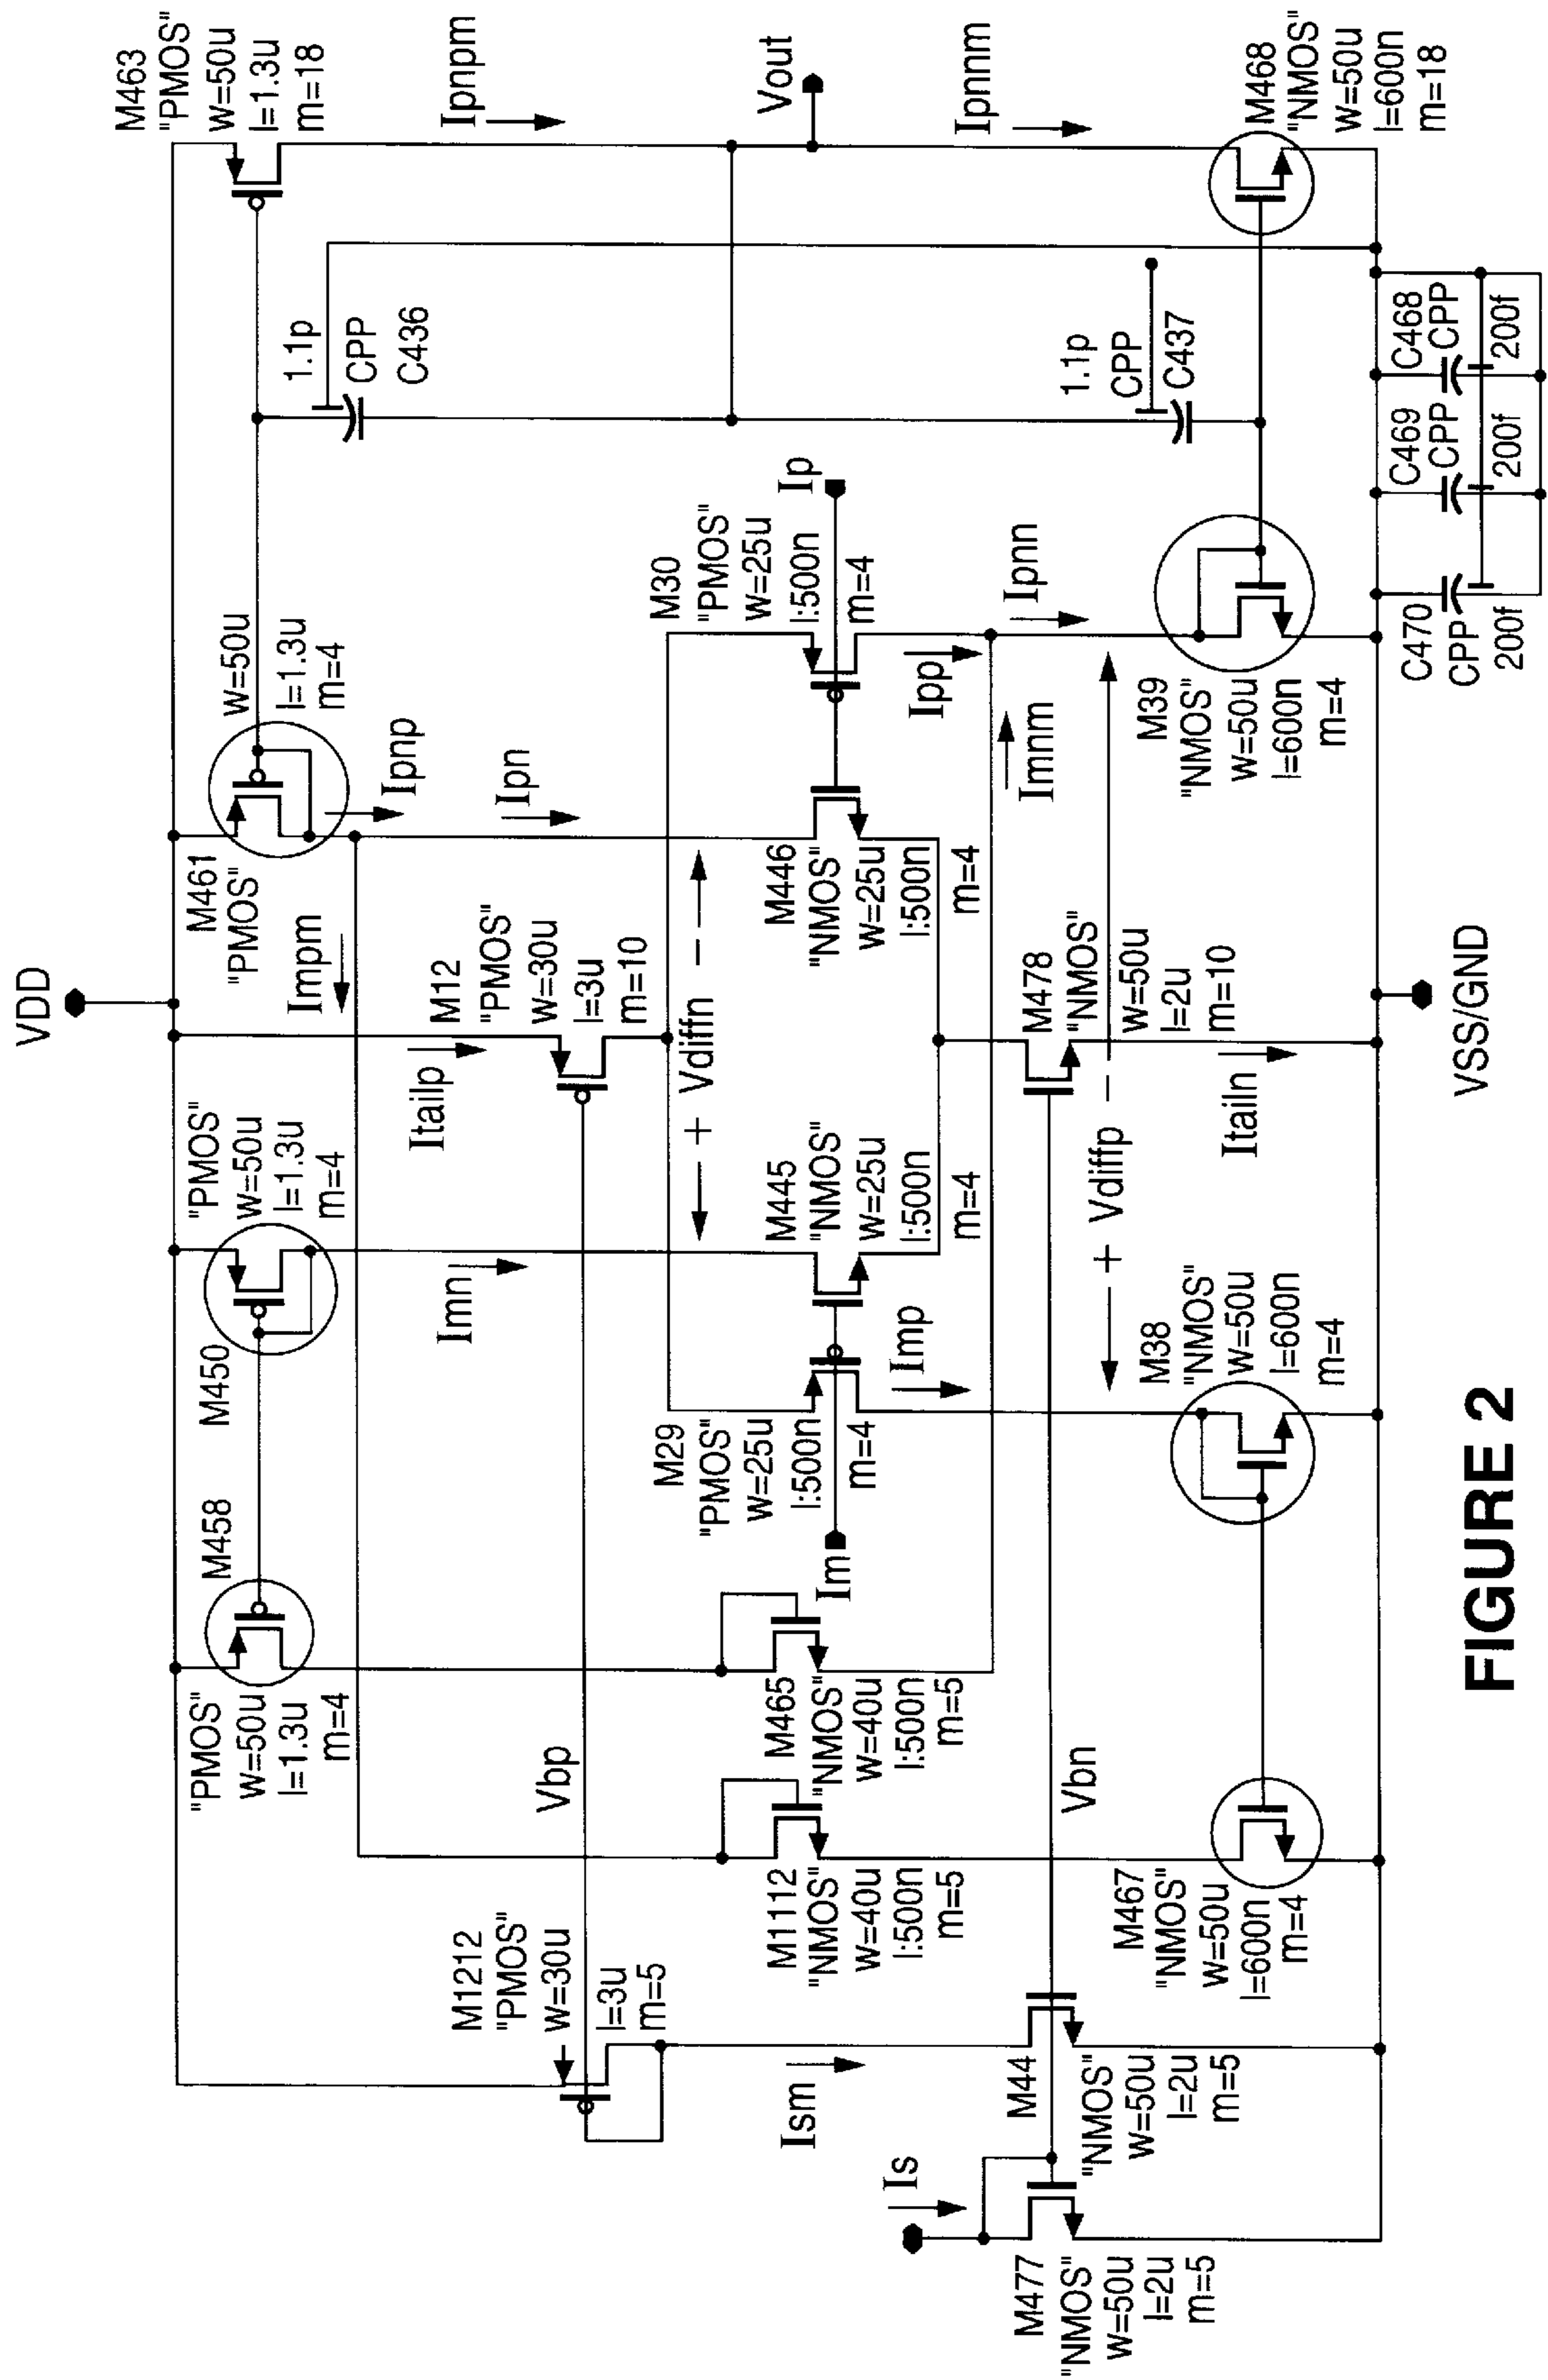 VDD
M463
"PMOS"
w=50u
l=1.3u
m=18
Ipnpm
Vout
Ipnnm
M468
"NMOS"
w=50u
l=600n
m=18
1.1p
CPP
C436
1.1p
CPP
C437
C468
CPP
200f
C469
CPP
200f
C470
CPP
200f
w=50u
l=1.3u
m=4
M461
"PMOS"
Ipnp
Impm
Ipn
M30
"PMOS"
w=25u
l:500n
m=4
Ip
Ipp
Ipnn
Imnm
M39
"NMOS"
w=50u
l=600n
m=4
M446
"NMOS"
w=25u
l:500n
m=4
M12
"PMOS"
w=30u
l=3u
m=10
Itailp
+ Vdiffn -
M478
"NMOS"
w=50u
l=2u
m=10
+ Vdiffp -
Itailn
VSS/GND
"PMOS"
w=50u
l=1.3u
m=4
M450
Imn
M445
"NMOS"
w=25u
l:500n
m=4
Imp
M29
"PMOS"
w=25u
l:500n
m=4
Im
M38
"NMOS"
w=50u
l=600n
m=4
M458
"PMOS"
w=50u
l=1.3u
m=4
M465
"NMOS"
w=40u
l:500n
m=5
Vbp
Vbn
M1112
"NMOS"
w=40u
l:500n
m=5
M467
"NMOS"
w=50u
l=600n
m=4
M1212
"PMOS"
w=30u
l=3u
m=5
Ism
M44
"NMOS"
w=50u
l=2u
m=5
Is
M477
"NMOS"
w=50u
l=2u
m=5
FIGURE 2